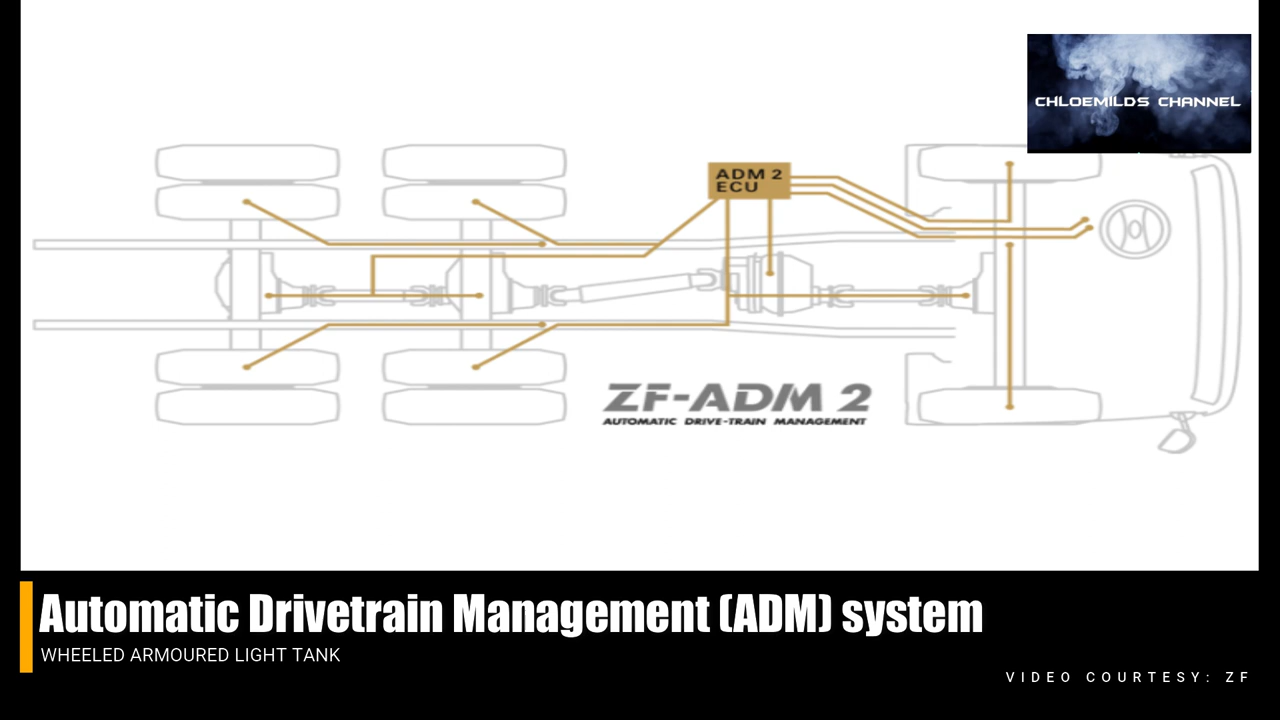 CHLOEMILDS CHANNEL
ADM 2
ECU
ZF-ADM 2
AUTOMATIC DRIVE-TRAIN MANAGEMENT
Automatic Drivetrain Management (ADM) system
WHEELED ARMOURED LIGHT TANK
VIDEO COURTESY: ZF